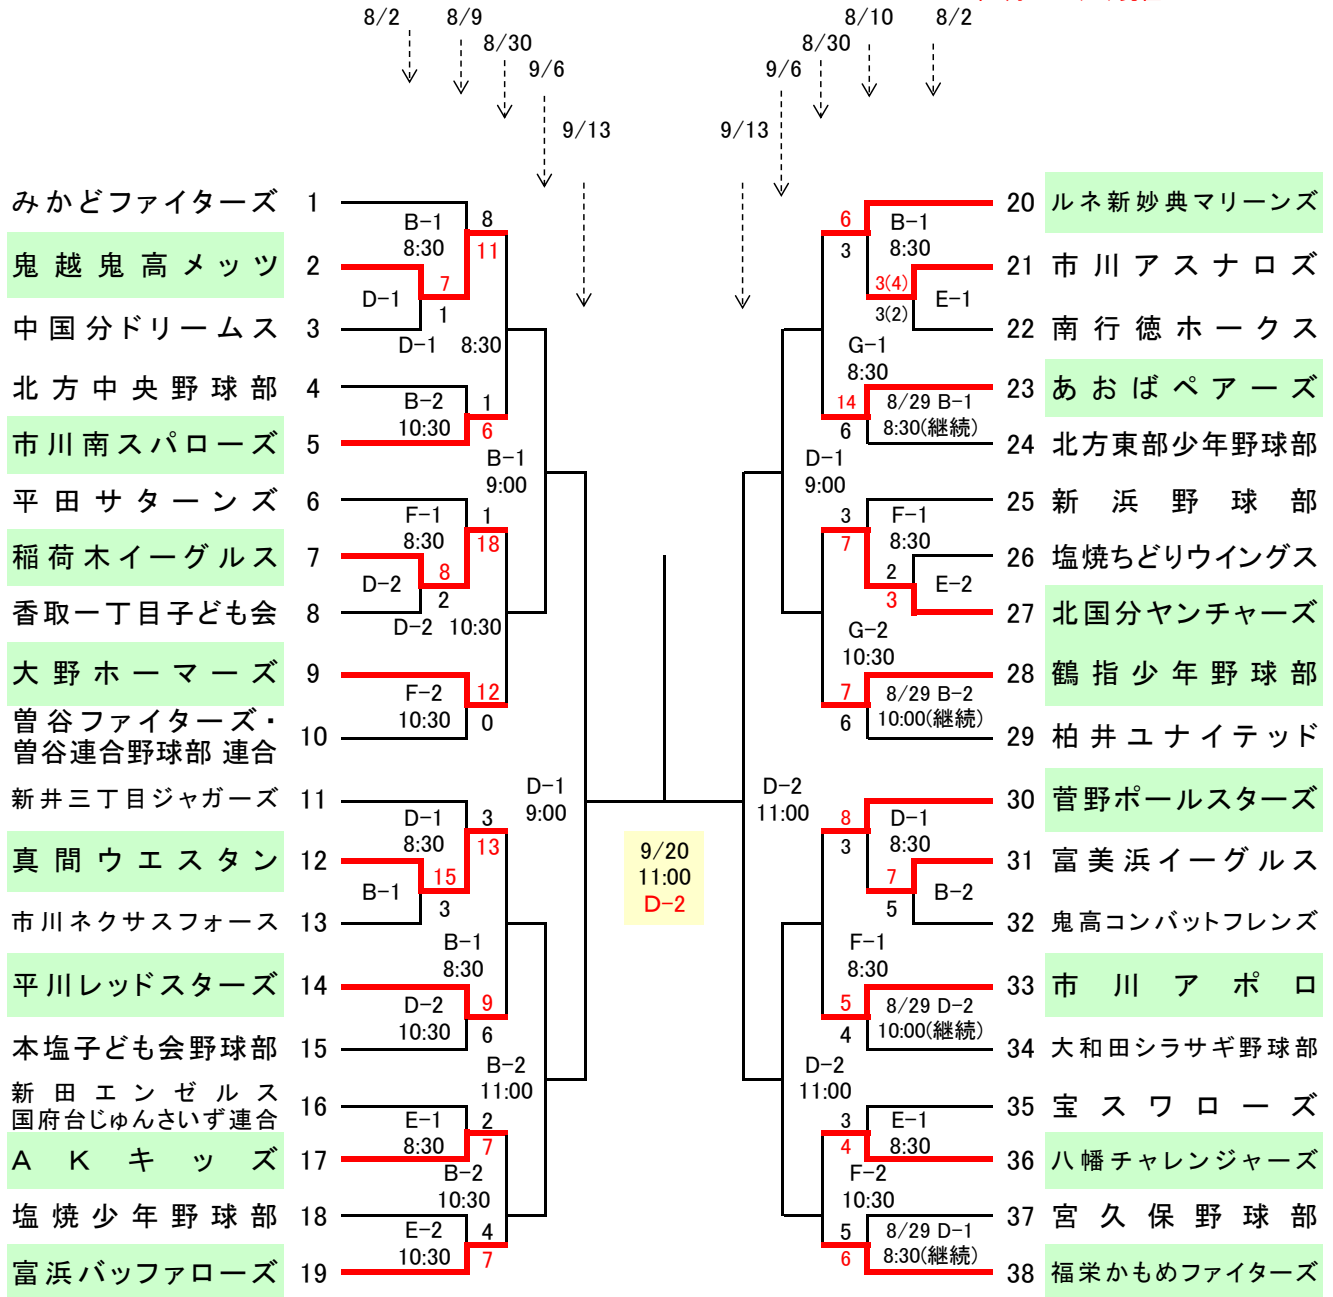 8/2 8/9 8/10 8/2
8/30 8/30
9/6 9/6
9/13 9/13
みかどファイターズ 1
B-1
8:30
8
11
鬼越鬼高メッツ 2
7
D-1
1
中国分ドリームス 3
D-1 8:30
北方中央野球部 4
B-2
10:30
1
6
市川南スパローズ 5
B-1
9:00
平田サターンズ 6
F-1
8:30
1
18
稲荷木イーグルス 7
8
D-2
2
香取一丁目子ども会 8
D-2 10:30
大野ホーマーズ 9
F-2
10:30
12
0
曽谷ファイターズ・
曽谷連合野球部 連合 10
D-1
9:00
新井三丁目ジャガーズ 11
D-1
8:30
3
13
真間ウエスタン 12
15
B-1
3
市川ネクサスフォース 13
B-1
8:30
平川レッドスターズ 14
D-2
10:30
9
6
本塩子ども会野球部 15
B-2
11:00
新田エンゼルス
国府台じゅんさいず連合 16
E-1
8:30
2
7
AKキッズ 17
B-2
10:30
塩焼少年野球部 18
E-2
10:30
4
7
富浜バッファローズ 19
9/20
11:00
D-2
20 ルネ新妙典マリーンズ
6
3
B-1
8:30
21 市川アスナロズ
3(4)
3(2)
E-1
22 南行徳ホークス
G-1
8:30
23 あおばペアーズ
14
6
8/29 B-1
8:30(継続)
24 北方東部少年野球部
D-1
9:00
25 新浜野球部
3
7
F-1
8:30
26 塩焼ちどりウイングス
2
3
E-2
27 北国分ヤンチャーズ
G-2
10:30
28 鶴指少年野球部
7
6
8/29 B-2
10:00(継続)
29 柏井ユナイテッド
D-2
11:00
30 菅野ポールスターズ
8
3
D-1
8:30
31 富美浜イーグルス
7
5
B-2
32 鬼高コンバットフレンズ
F-1
8:30
33 市川アポロ
5
4
8/29 D-2
10:00(継続)
34 大和田シラサギ野球部
D-2
11:00
35 宝スワローズ
3
4
E-1
8:30
36 八幡チャレンジャーズ
F-2
10:30
37 宮久保野球部
5
6
8/29 D-1
8:30(継続)
38 福栄かもめファイターズ